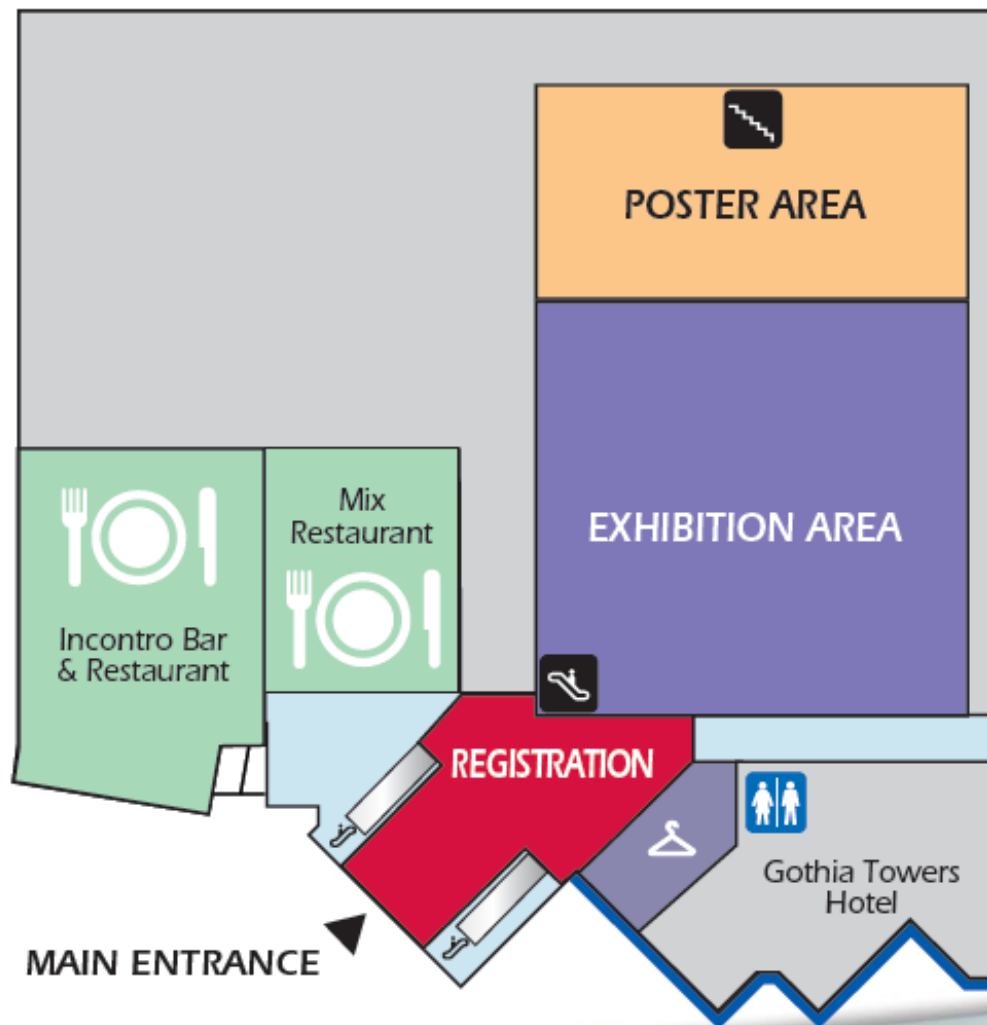 POSTER AREA
EXHIBITION AREA
Mix
Restaurant
Incontro Bar
& Restaurant
REGISTRATION
Gothia Towers
Hotel
MAIN ENTRANCE